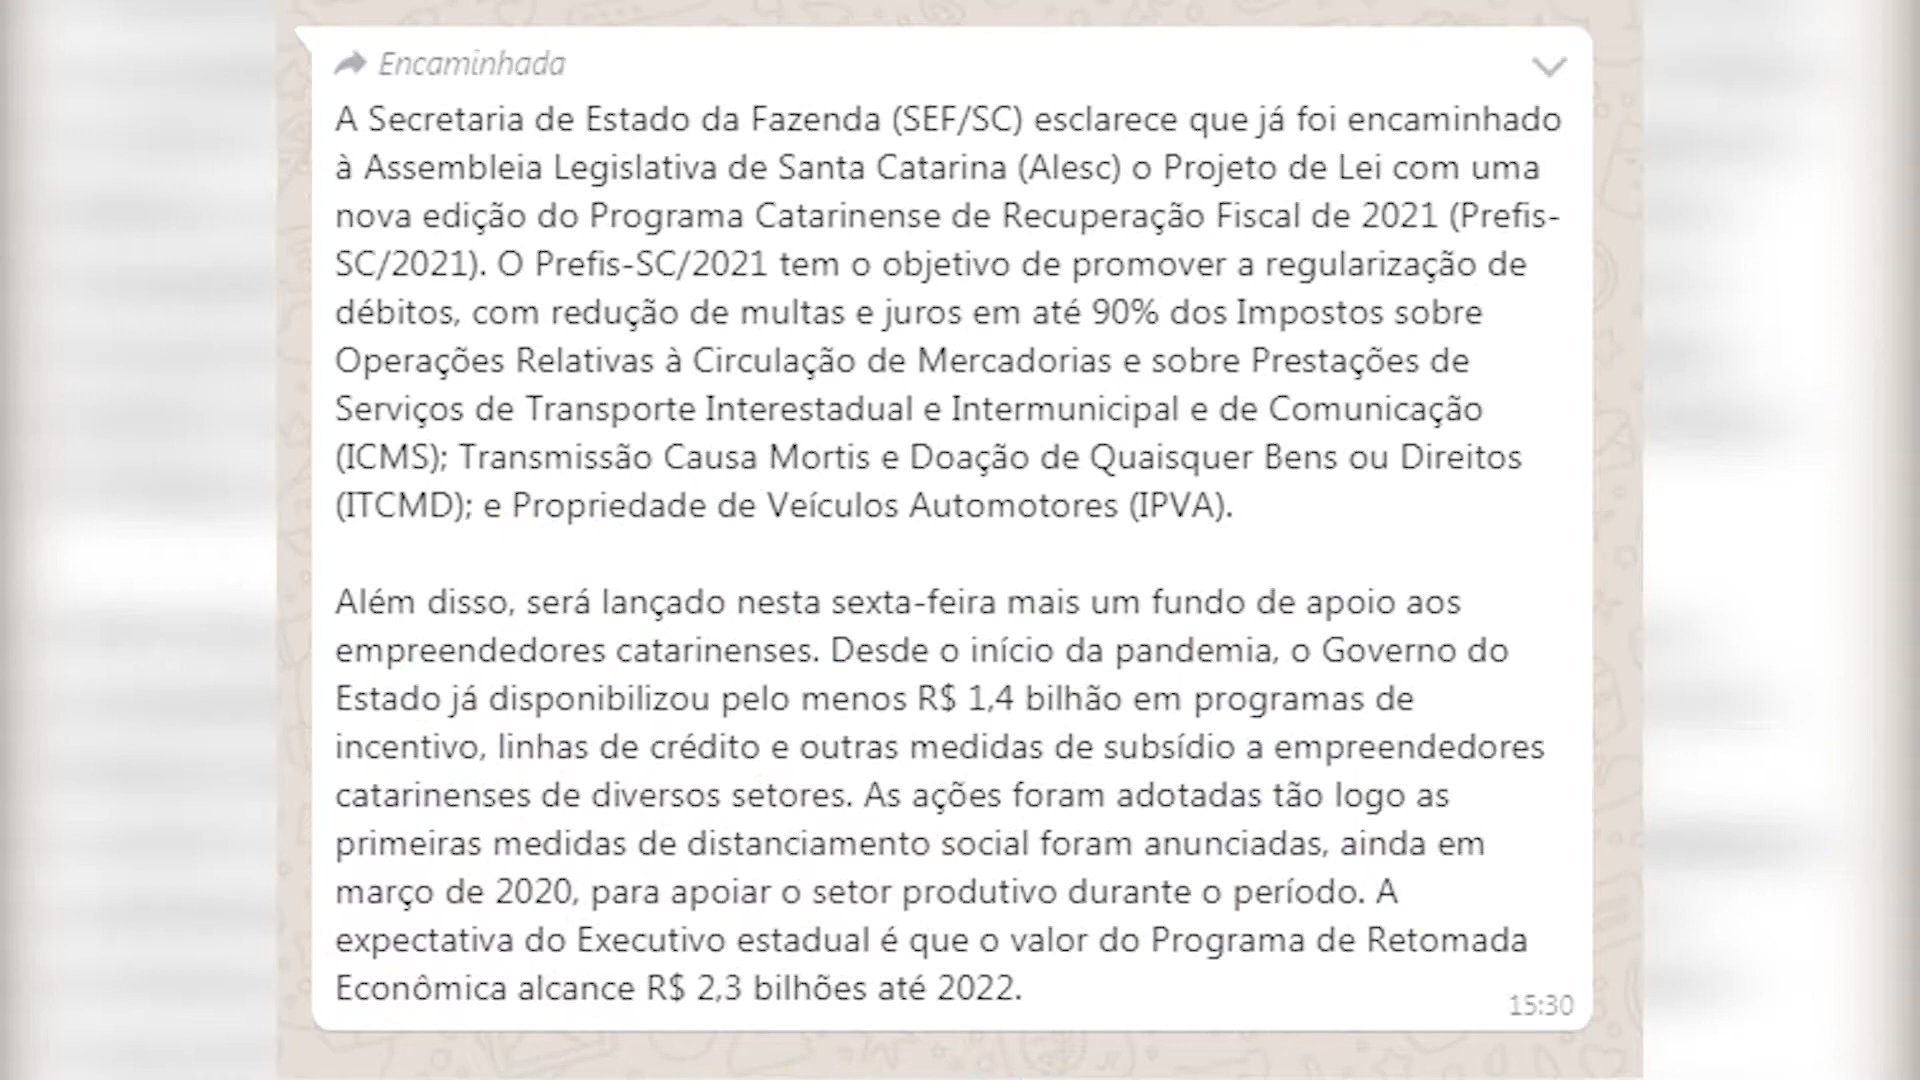 Encaminhada
A Secretaria de Estado da Fazenda (SEF/SC) esclarece que já foi encaminhado
à Assembleia Legislativa de Santa Catarina (Alesc) o Projeto de Lei com uma
nova edição do Programa Catarinense de Recuperação Fiscal de 2021 (Prefis-
SC/2021). O Prefis-SC/2021 tem o objetivo de promover a regularização de
débitos, com redução de multas e juros em até 90% dos Impostos sobre
Operações Relativas à Circulação de Mercadorias e sobre Prestações de
Serviços de Transporte Interestadual e Intermunicipal e de Comunicação
(ICMS); Transmissão Causa Mortis e Doação de Quaisquer Bens ou Direitos
(ITCMD); e Propriedade de Veículos Automotores (IPVA).
Além disso, será lançado nesta sexta-feira mais um fundo de apoio aos
empreendedores catarinenses. Desde o início da pandemia, o Governo do
Estado já disponibilizou pelo menos R$ 1,4 bilhão em programas de
incentivo, linhas de crédito e outras medidas de subsídio a empreendedores
catarinenses de diversos setores. As ações foram adotadas tão logo as
primeiras medidas de distanciamento social foram anunciadas, ainda em
março de 2020, para apoiar o setor produtivo durante o período. A
expectativa do Executivo estadual é que o valor do Programa de Retomada
Econômica alcance R$ 2,3 bilhões até 2022.
15:30